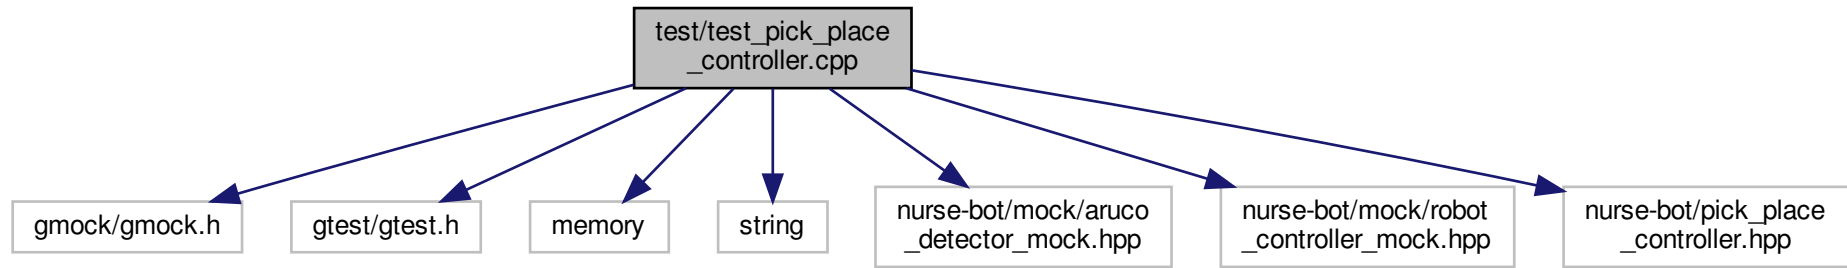 test/test_pick_place
_controller.cpp
gmock/gmock.h
gtest/gtest.h
memory
string
nurse-bot/mock/aruco
_detector_mock.hpp
nurse-bot/mock/robot
_controller_mock.hpp
nurse-bot/pick_place
_controller.hpp